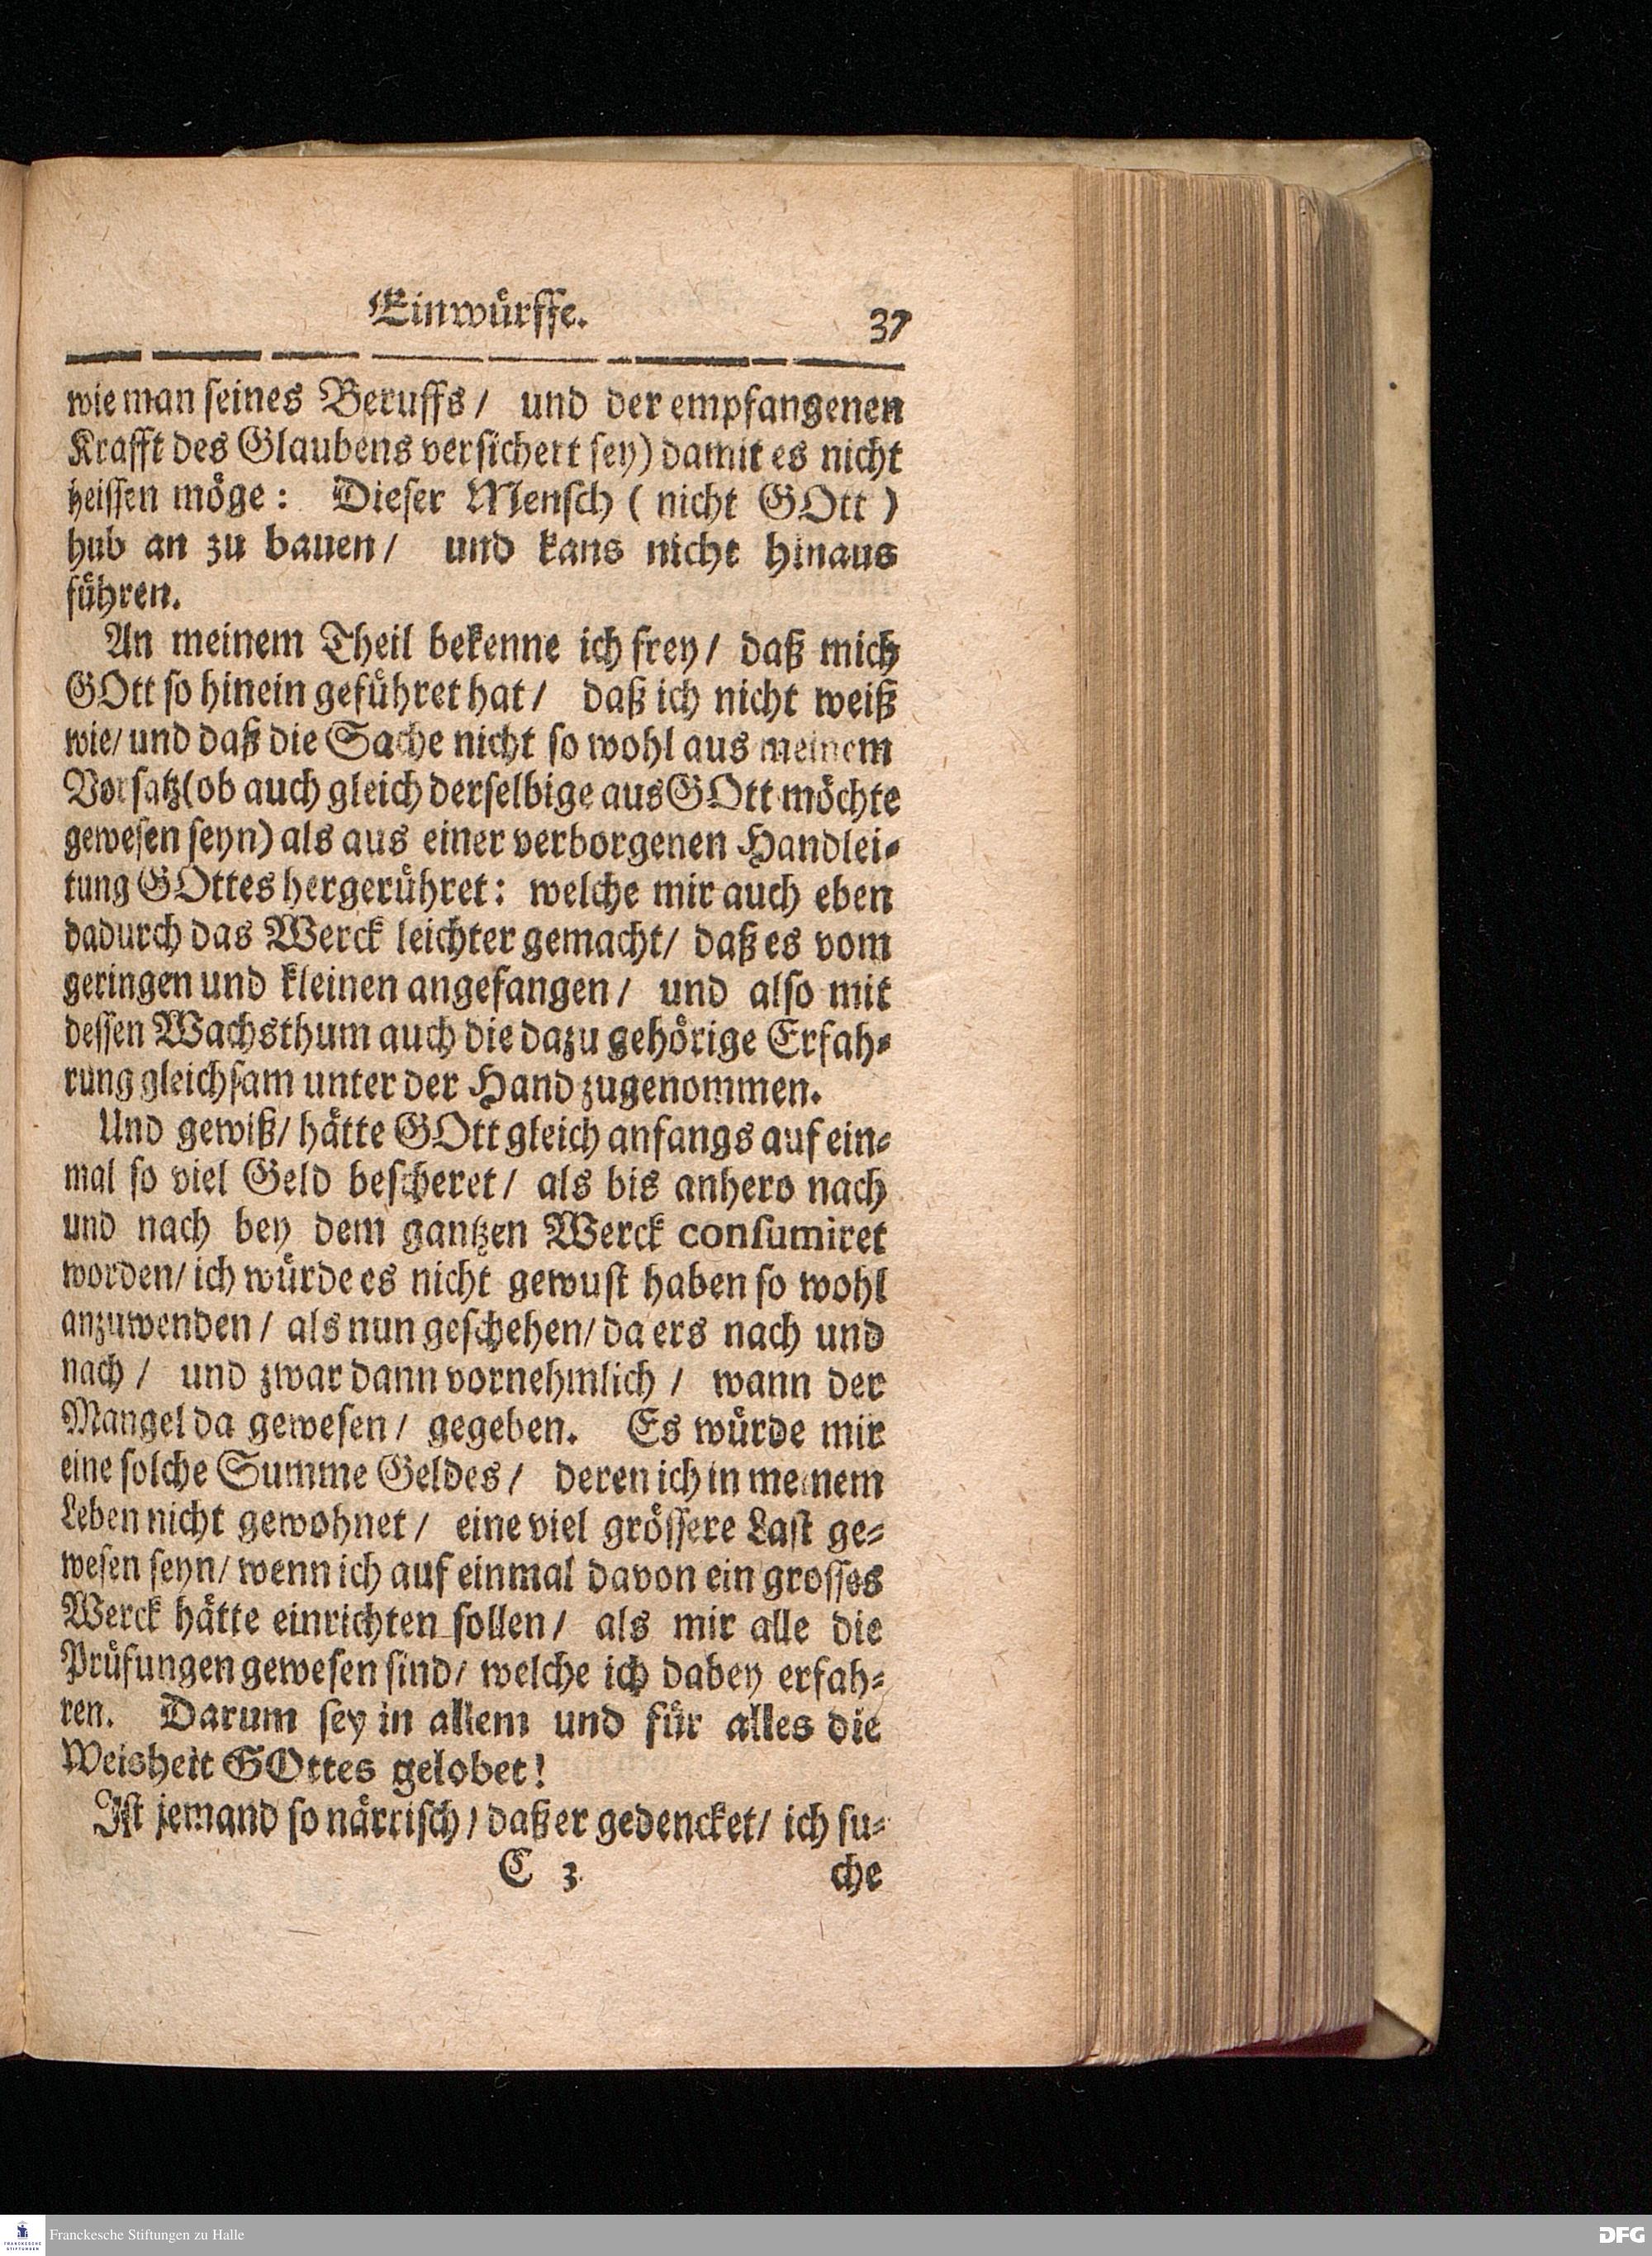 Einwürffe. 37
wie man ſeines Beruffs / und der empfangenen
Krafft des Glaubens verſichert ſey) damit es nicht
heiſſen möge: Dieſer Menſch ( nicht GOtt )
hub an zu bauen / und kans nicht hinaus
führen.
An meinem Theil bekenne ich frey / daß mich
GOtt ſo hinein geführet hat / daß ich nicht weiß
wie / und daß die Sache nicht ſo wohl aus meinem
Vorſatz (ob auch gleich derſelbige aus GOtt möchte
geweſen ſeyn) als aus einer verborgenen Handlei⸗
tung GOttes hergerühret: welche mir auch eben
dadurch das Werck leichter gemacht / daß es vom
geringen und kleinen angefangen / und alſo mit
deſſen Wachsthum auch die dazu gehörige Erfah⸗
rung gleichſam unter der Hand zugenommen.
Und gewiß / hätte GOtt gleich anfangs auf ein⸗
mal ſo viel Geld beſcheret / als bis anhero nach
und nach bey dem gantzen Werck conſumiret
worden / ich würde es nicht gewuſt haben ſo wohl
anzuwenden / als nun geſchehen / da ers nach und
nach / und zwar dann vornehmlich / wann der
Mangel da geweſen / gegeben. Es würde mir
eine ſolche Summe Geldes / deren ich in meinem
Leben nicht gewohnet / eine viel gröſſere Laſt ge⸗
weſen ſeyn / wenn ich auf einmal davon ein groſſes
Werck hätte einrichten ſollen / als mir alle die
Prüfungen geweſen ſind / welche ich dabey erfah⸗
ren. Darum ſey in allem und für alles die
Weisheit GOttes gelobet!
Iſt jemand ſo närriſch / daß er gedencket / ich ſu⸗
C 3 che
Franckesche Stiftungen zu Halle
DFG